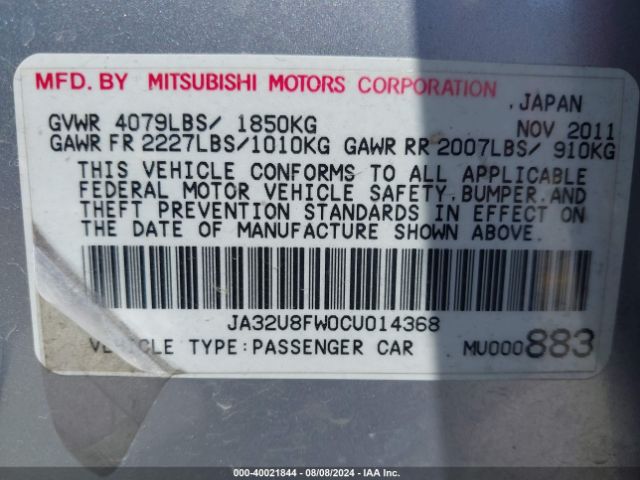 MFD. BY MITSUBISHI MOTORS CORPORATION
, JAPAN
GVWR 4079LBS/ 1850KG NOV 2011
GAWR FR 2227LBS/1010KG GAWR RR 2007LBS/ 910KG
THIS VEHICLE CONFORMS TO ALL APPLICABLE
FEDERAL MOTOR VEHICLE SAFETY,BUMPER,AND
THEFT PREVENTION STANDARDS IN EFFECT ON
THE DATE OF MANUFACTURE SHOWN ABOVE.
JA32U8FW0CU014368
VEHICLE TYPE:PASSENGER CAR MU000883
000-40021844 — 08/08/2024 — IAA Inc.